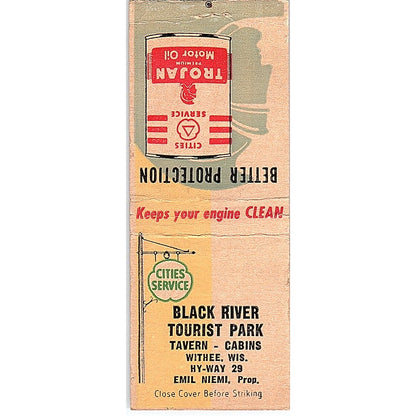 BETTER PROTECTION
CITIES
SERVICE
TROJAN
PREMIUM
Motor Oil
Keeps your engine CLEAN
CITIES
SERVICE
BLACK RIVER
TOURIST PARK
TAVERN - CABINS
WITHEE, WIS.
HY-WAY 29
EMIL NIEMI, Prop.
Close Cover Before Striking